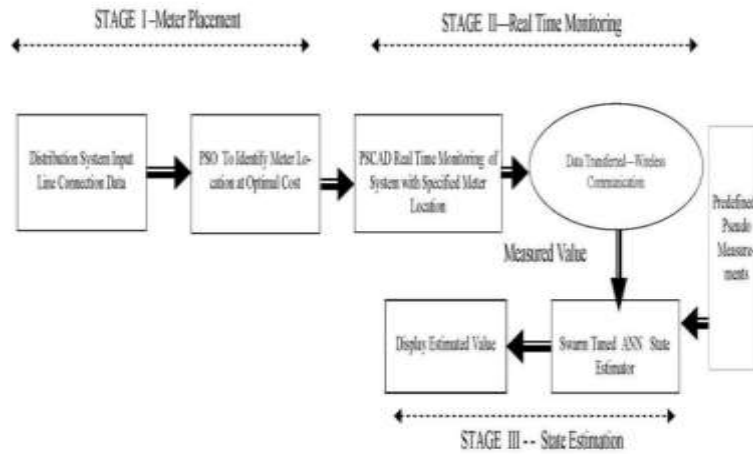 STAGE I –Meter Placement
STAGE II—Real Time Monitoring
Distribution System Input
Line Connection Data
PSO To Identify Meter Lo-
cation at Optimal Cost
PSCAD Real Time Monitoring of
System with Specified Meter
Location
Data Transferred—Wireless
Communication
Predefined
Pseudo
Measure-
ments
Measured Value
Display Estimated Value
Swarm Tuned ANN State
Estimator
STAGE III - - State Estimation